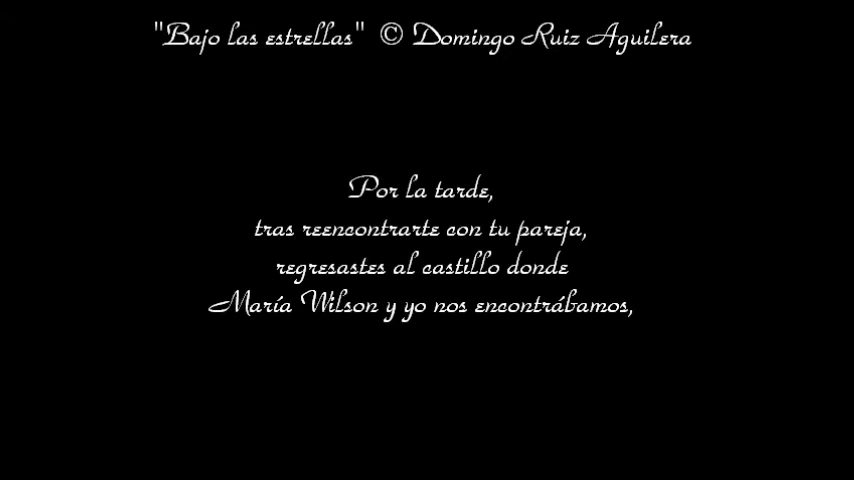 "Bajo las estrellas" © Domingo Ruiz Aguilera
Por la tarde,
tras reencontrarte con tu pareja,
regresastes al castillo donde
María Wilson y yo nos encontrábamos,